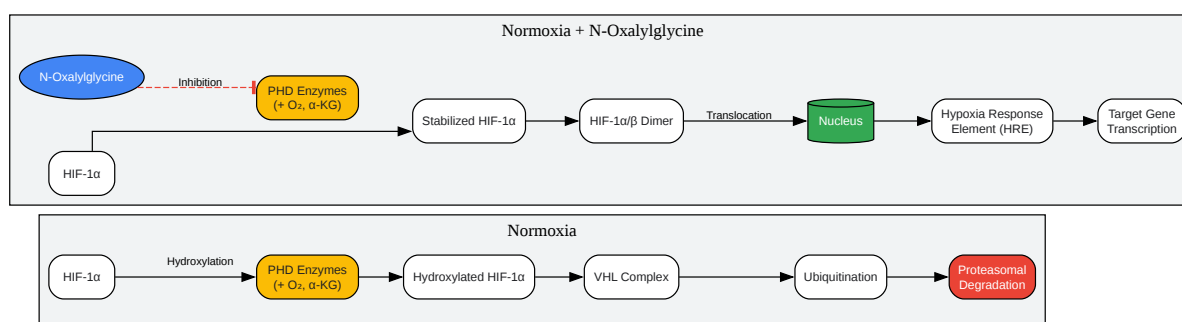 Normoxia + N-Oxalylglycine
N-Oxalylglycine
Inhibition
PHD Enzymes
(+ O₂, α-KG)
HIF-1α
Stabilized HIF-1α
HIF-1α/β Dimer
Translocation
Nucleus
Hypoxia Response
Element (HRE)
Target Gene
Transcription
Normoxia
HIF-1α
Hydroxylation
PHD Enzymes
(+ O₂, α-KG)
Hydroxylated HIF-1α
VHL Complex
Ubiquitination
Proteasomal
Degradation